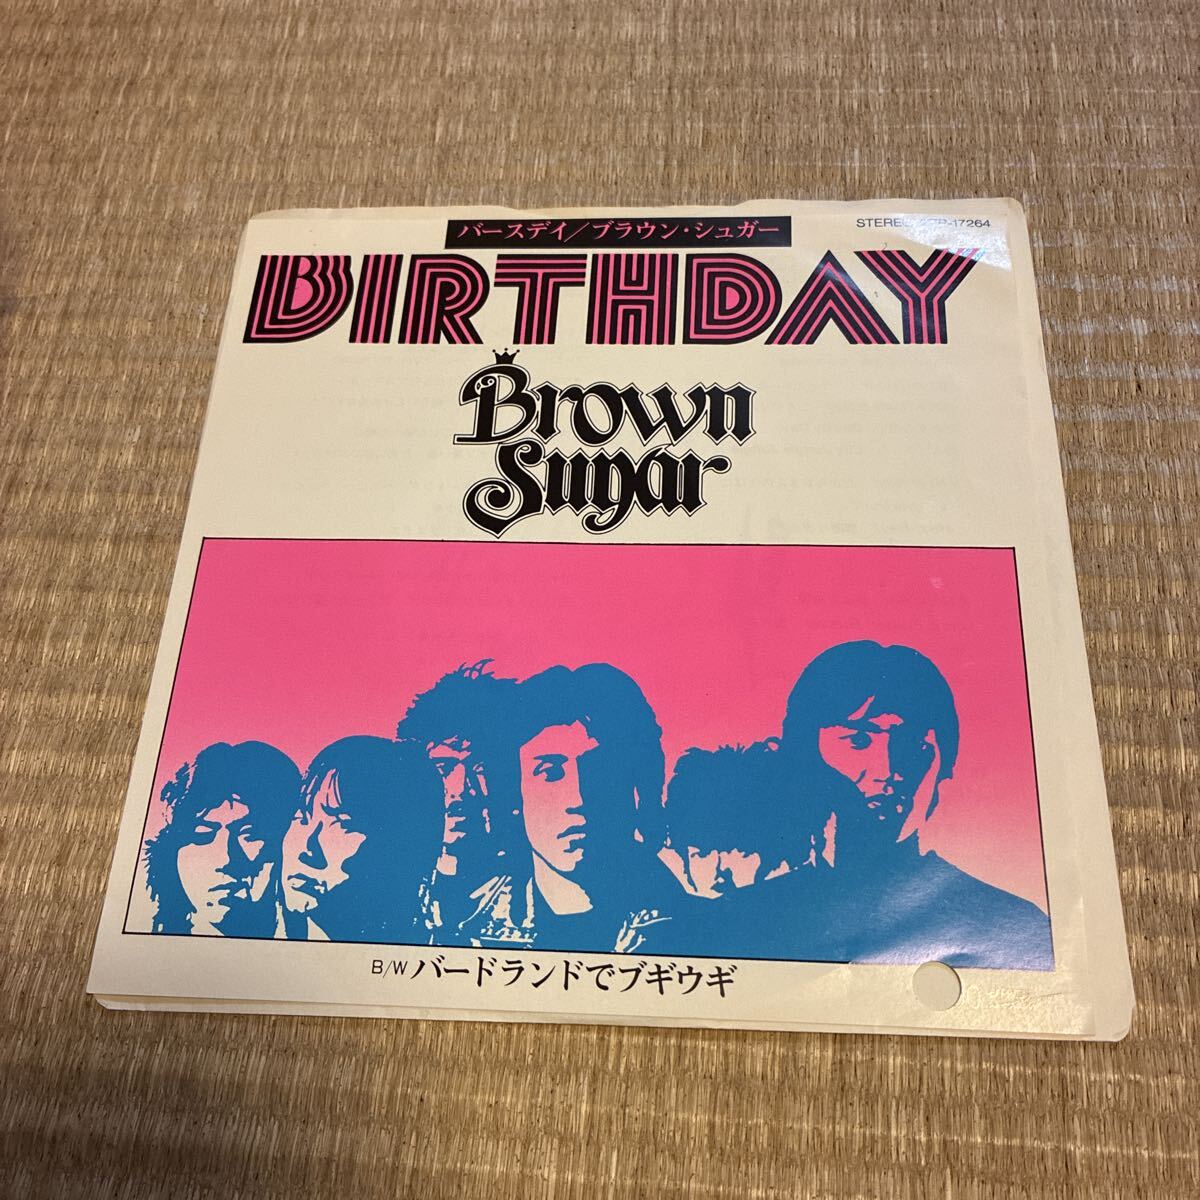 バースデイ/ブラウン・シュガー
STEREO 17264
BIRTHDAY
Brown
Sugar
B/W バードランドでブギウギ